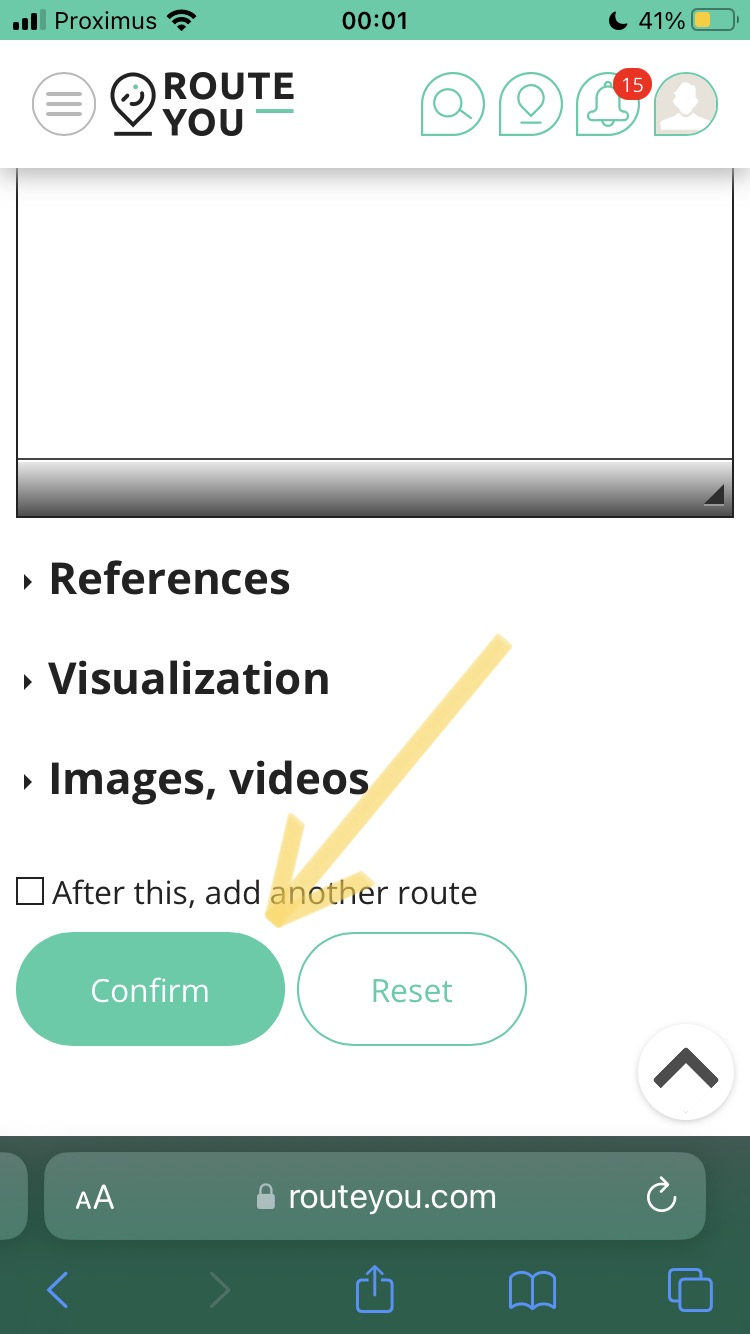 Proximus 00:01 41%
ROUTE
YOU
15
References
Visualization
Images, videos
After this, add another route
Confirm Reset
AA routeyou.com